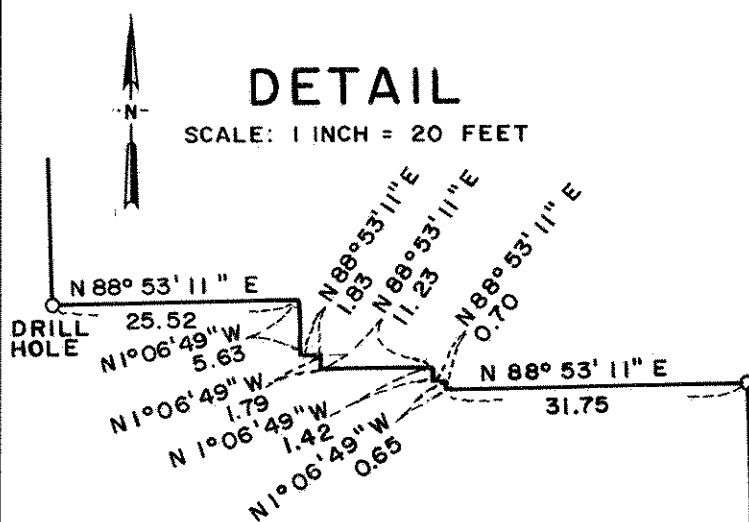 DETAIL
-N-
SCALE: 1 INCH = 20 FEET
N 88° 53' 11" E
25.52
DRILL
HOLE
N 1° 06' 49" W
5.63
N 88° 53' 11" E
1.83
N 1° 06' 49" W
1.79
N 88° 53' 11" E
11.23
N 1° 06' 49" W
1.42
N 88° 53' 11" E
0.70
N 1° 06' 49" W
0.65
N 88° 53' 11" E
31.75